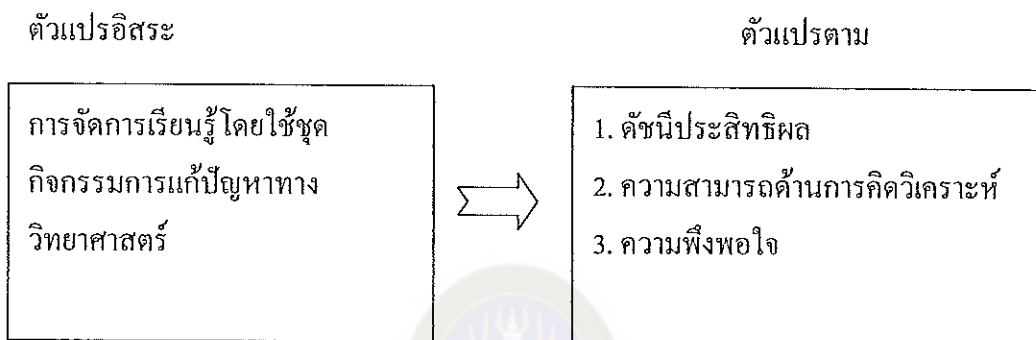 ตัวแปรอิสระ
ตัวแปรตาม
การจัดการเรียนรู้โดยใช้ชุด
กิจกรรมการแก้ปัญหาทาง
วิทยาศาสตร์
1. ดัชนีประสิทธิผล
2. ความสามารถด้านการคิดวิเคราะห์
3. ความพึงพอใจ